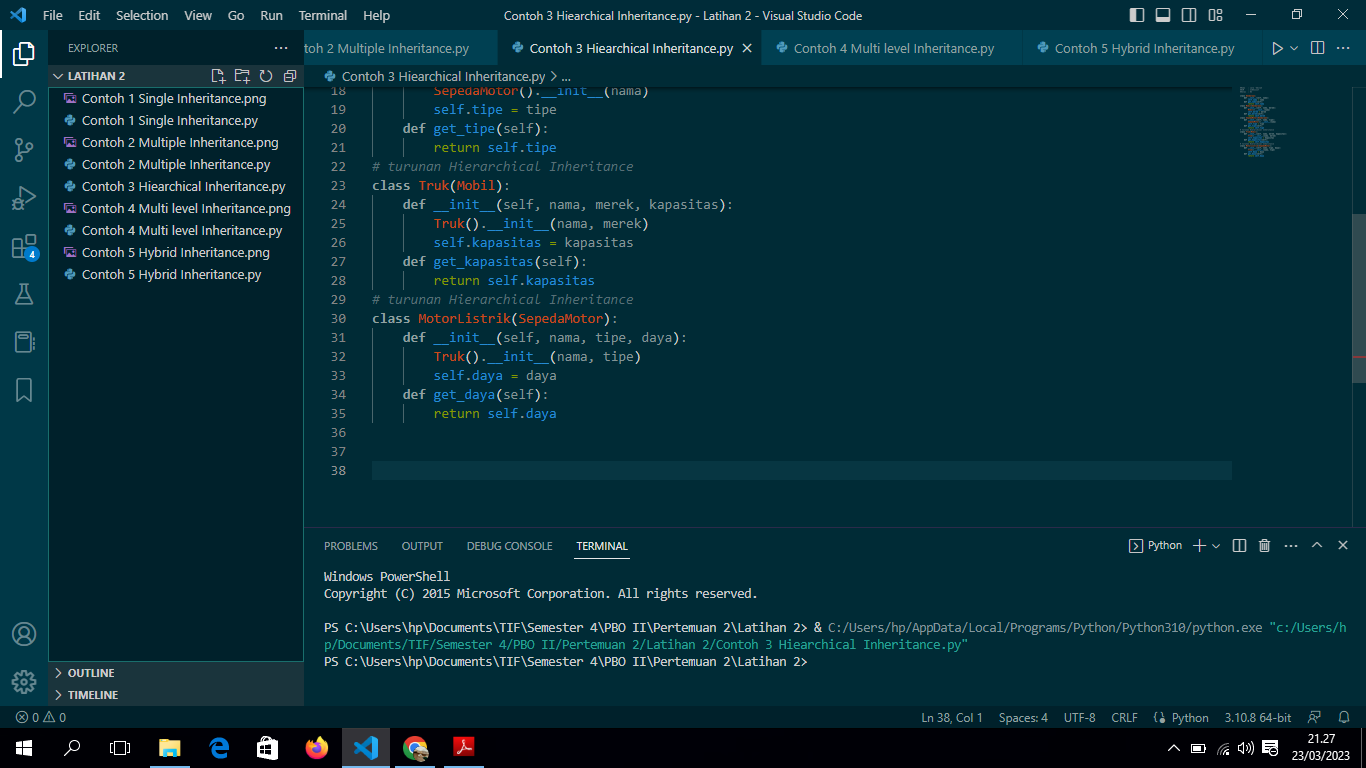 File Edit Selection View Go Run Terminal Help
Contoh 3 Hiearchical Inheritance.py - Latihan 2 - Visual Studio Code
EXPLORER
toh 2 Multiple Inheritance.py
Contoh 3 Hiearchical Inheritance.py
Contoh 4 Multi level Inheritance.py
Contoh 5 Hybrid Inheritance.py
LATIHAN 2
Contoh 1 Single Inheritance.png
Contoh 1 Single Inheritance.py
Contoh 2 Multiple Inheritance.png
Contoh 2 Multiple Inheritance.py
Contoh 3 Hiearchical Inheritance.py
Contoh 4 Multi level Inheritance.png
Contoh 4 Multi level Inheritance.py
Contoh 5 Hybrid Inheritance.png
Contoh 5 Hybrid Inheritance.py
4
OUTLINE
TIMELINE
Contoh 3 Hiearchical Inheritance.py > ...
18 SepedaMotor().__init__(nama)
19 self.tipe = tipe
20 def get_tipe(self):
21 return self.tipe
22 # turunan Hierarchical Inheritance
23 class Truk(Mobil):
24 def __init__(self, nama, merek, kapasitas):
25 Truk().__init__(nama, merek)
26 self.kapasitas = kapasitas
27 def get_kapasitas(self):
28 return self.kapasitas
29 # turunan Hierarchical Inheritance
30 class MotorListrik(SepedaMotor):
31 def __init__(self, nama, tipe, daya):
32 Truk().__init__(nama, tipe)
33 self.daya = daya
34 def get_daya(self):
35 return self.daya
36
37
38
PROBLEMS OUTPUT DEBUG CONSOLE TERMINAL
Python
Windows PowerShell
Copyright (C) 2015 Microsoft Corporation. All rights reserved.
PS C:\Users\hp\Documents\TIF\Semester 4\PBO II\Pertemuan 2\Latihan 2> & C:/Users/hp/AppData/Local/Programs/Python/Python310/python.exe "c:/Users/h
p/Documents/TIF/Semester 4/PBO II/Pertemuan 2/Latihan 2/Contoh 3 Hiearchical Inheritance.py"
PS C:\Users\hp\Documents\TIF\Semester 4\PBO II\Pertemuan 2\Latihan 2>
0 0
Ln 38, Col 1 Spaces: 4 UTF-8 CRLF Python 3.10.8 64-bit
21.27
23/03/2023